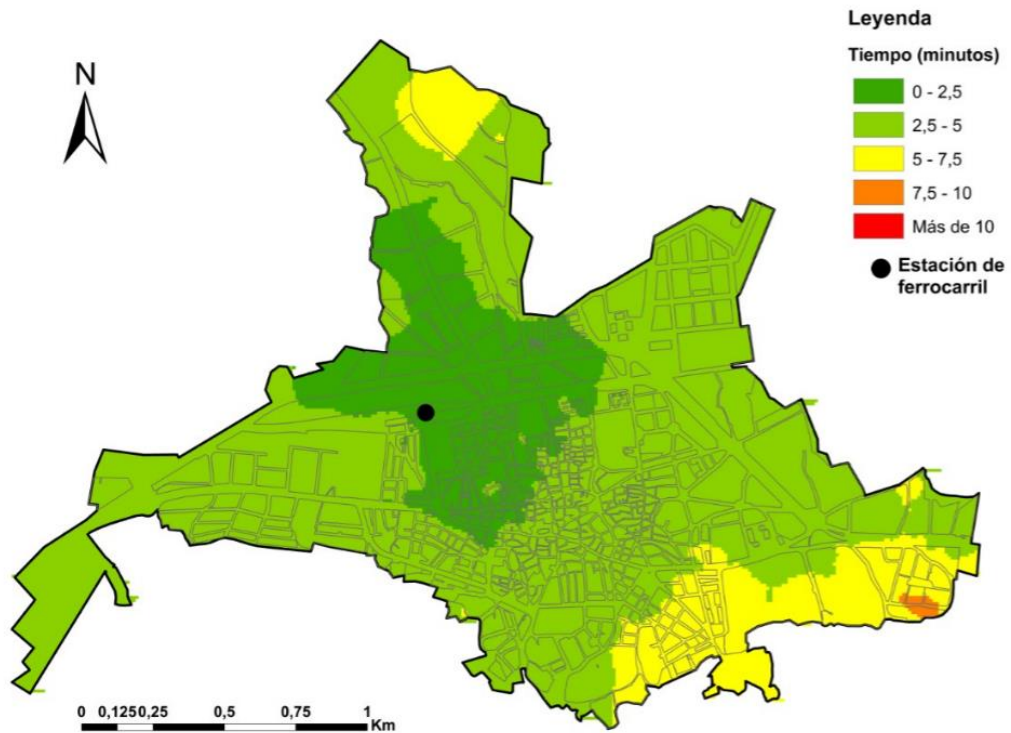 Leyenda
Tiempo (minutos)
0 - 2,5
2,5 - 5
5 - 7,5
7,5 - 10
Más de 10
Estación de
ferrocarril
N
0 0,125 0,25 0,5 0,75 1
Km